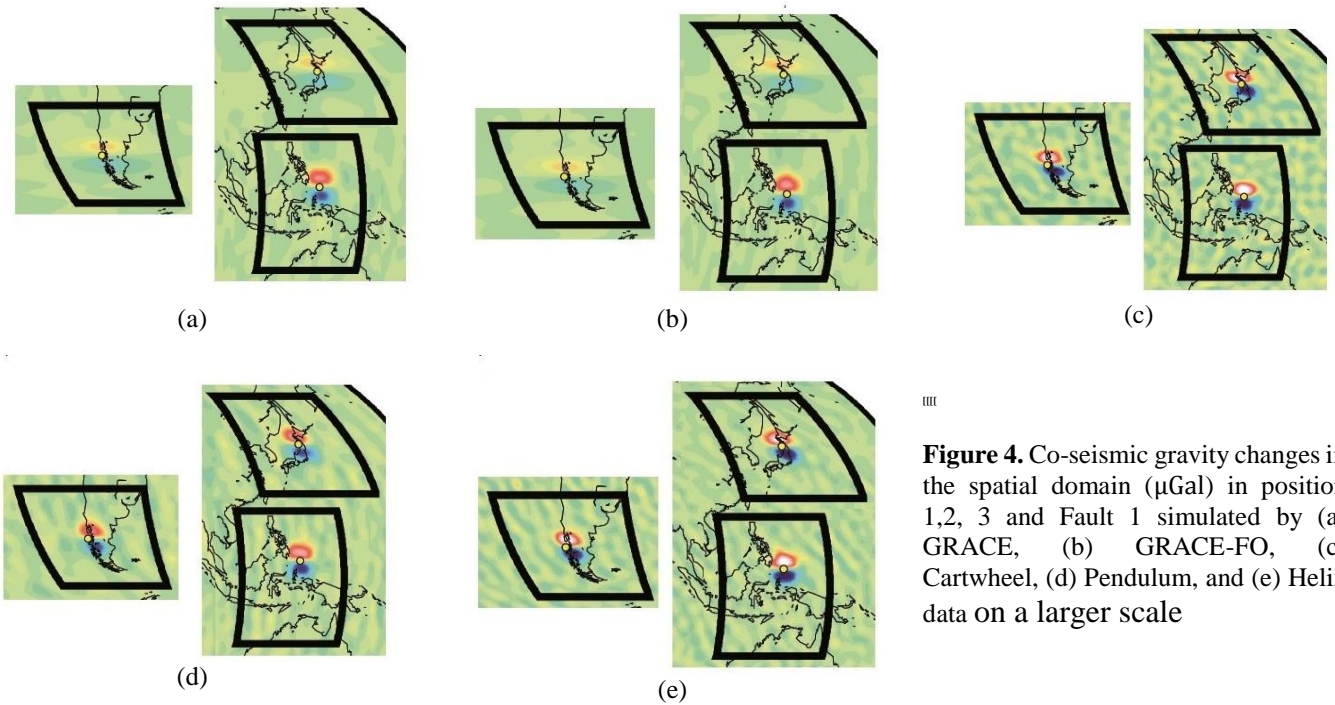 (a)
(b)
(c)
(d)
(e)
[[[[
Figure 4. Co-seismic gravity changes in
the spatial domain (μGal) in position
1,2, 3 and Fault 1 simulated by (a
GRACE, (b) GRACE-FO, (c
Cartwheel, (d) Pendulum, and (e) Heli
data on a larger scale